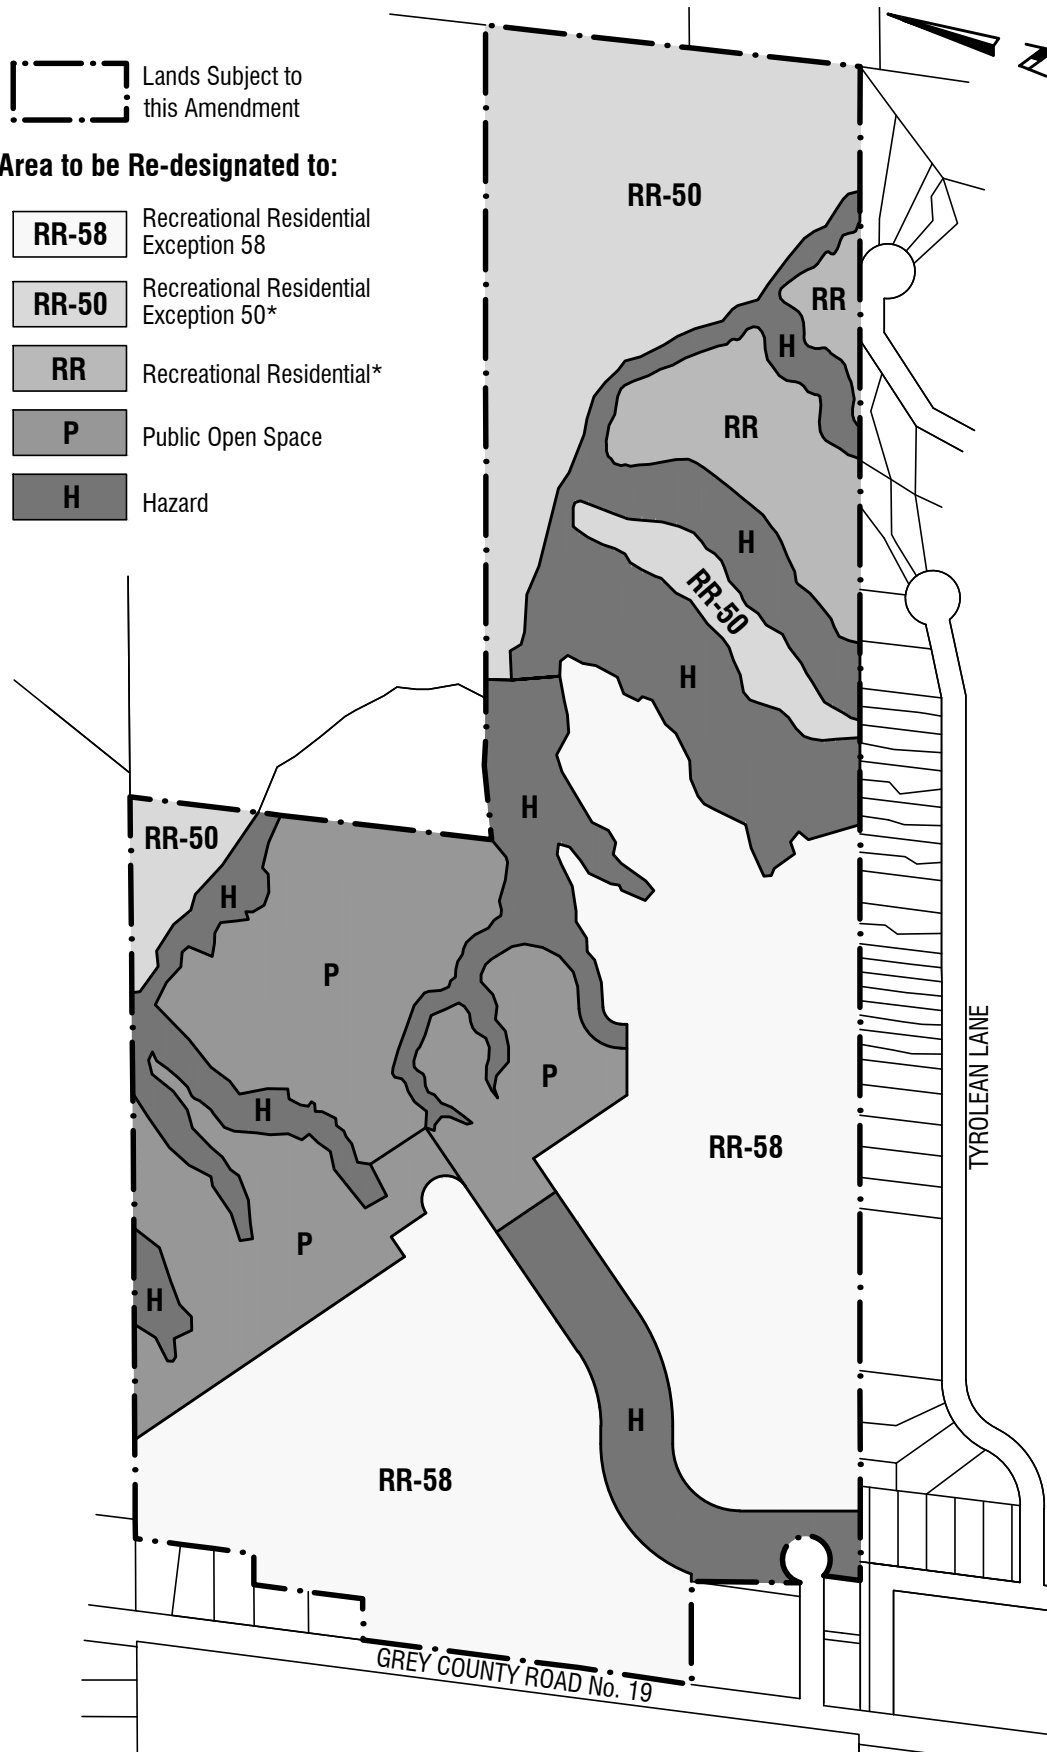 Lands Subject to
this Amendment
Area to be Re-designated to:
RR-58
Recreational Residential
Exception 58
RR-50
Recreational Residential
Exception 50*
RR
Recreational Residential*
P
Public Open Space
H
Hazard
RR-50
RR
H
RR
H
RR-50
H
H
RR-50
H
P
P
H
RR-58
P
H
H
RR-58
TYROLEAN LANE
GREY COUNTY ROAD No. 19